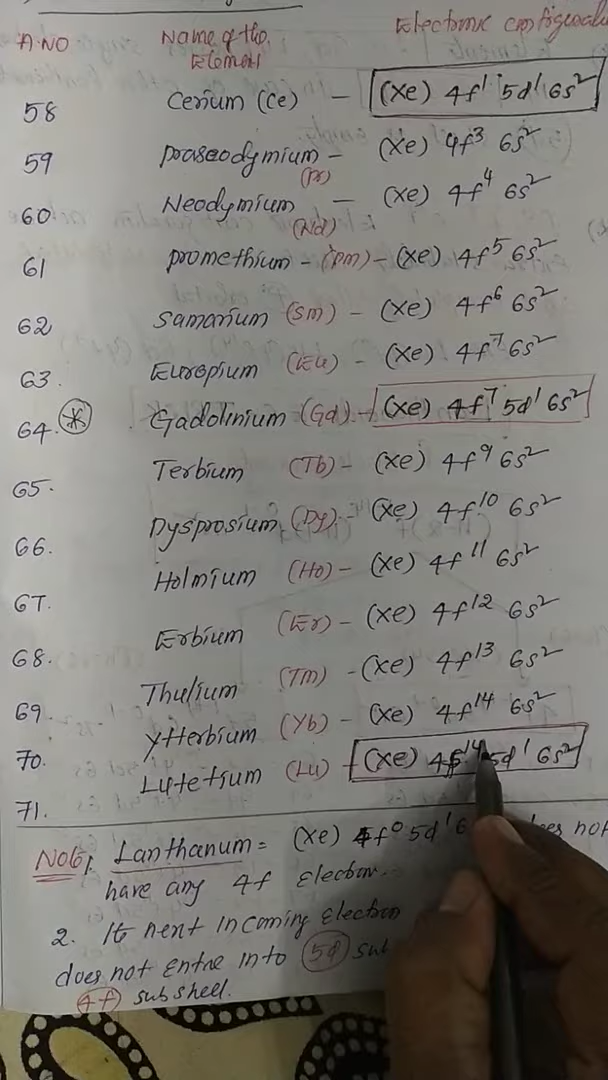 A.NO Name of the Element Electronic configurati
58 Cerium (Ce) - (Xe) 4f¹ 5d¹ 6s²
59 praseodymium (Pr) - (Xe) 4f³ 6s²
60. Neodymium (Nd) - (Xe) 4f⁴ 6s²
61 promethium - (Pm) - (Xe) 4f⁵ 6s²
62 Samarium (Sm) - (Xe) 4f⁶ 6s²
63. Europium (Eu) - (Xe) 4f⁷ 6s²
64. * Gadolinium (Gd) - (Xe) 4f⁷ 5d¹ 6s²
65. Terbium (Tb) - (Xe) 4f⁹ 6s²
66. Dysprosium (Dy) - (Xe) 4f¹⁰ 6s²
67. Holmium (Ho) - (Xe) 4f¹¹ 6s²
68. Erbium (Er) - (Xe) 4f¹² 6s²
69. Thulium (Tm) - (Xe) 4f¹³ 6s²
70. Ytterbium (Yb) - (Xe) 4f¹⁴ 6s²
71. Lutetium (Lu) - (Xe) 4f¹⁴ 5d¹ 6s²
Note 1. Lanthanum = (Xe) 4f⁰ 5d¹ 6 does not
have any 4f Electron.
2. It next incoming Electron
does not Entre into 5d sub
4f subshell.